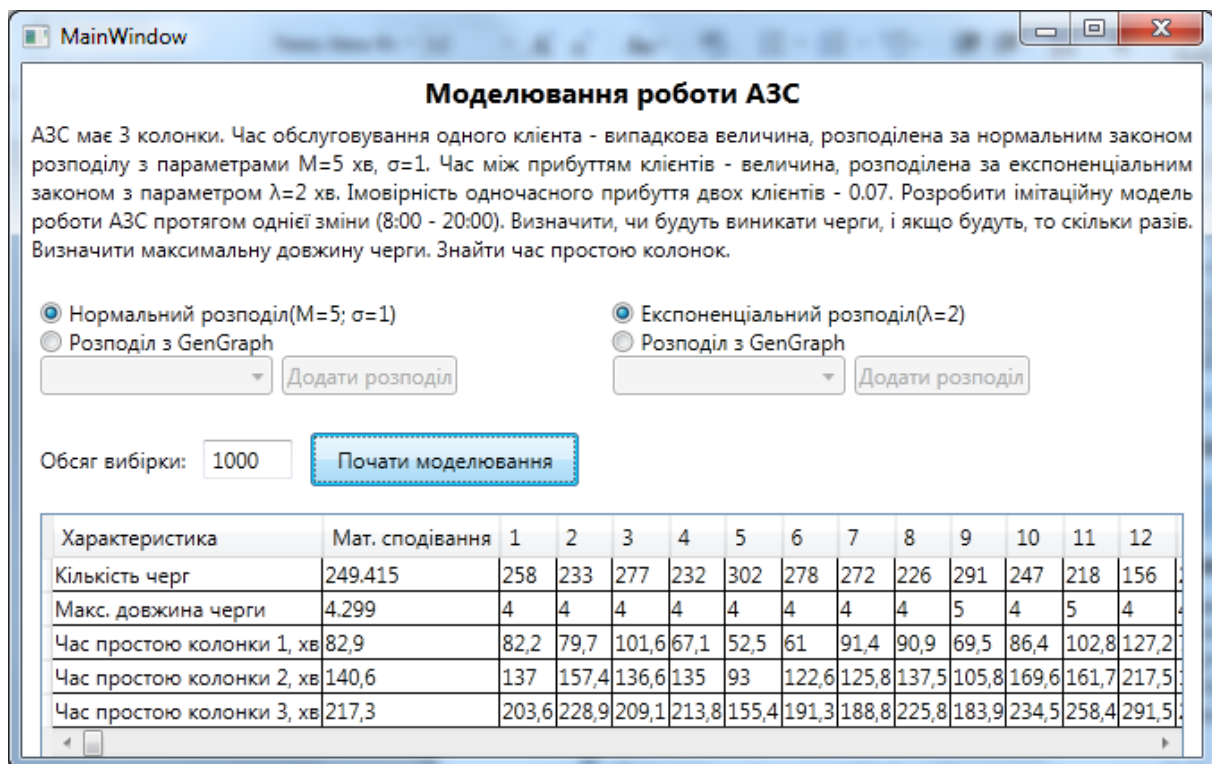 MainWindow
Моделювання роботи АЗС
АЗС має 3 колонки. Час обслуговування одного клієнта - випадкова величина, розподілена за нормальним законом
розподілу з параметрами М=5 хв, σ=1. Час між прибуттям клієнтів - величина, розподілена за експоненціальним
законом з параметром λ=2 хв. Імовірність одночасного прибуття двох клієнтів - 0.07. Розробити імітаційну модель
роботи АЗС протягом однієї зміни (8:00 - 20:00). Визначити, чи будуть виникати черги, і якщо будуть, то скільки разів.
Визначити максимальну довжину черги. Знайти час простою колонок.
Нормальний розподіл(М=5; σ=1) Експоненціальний розподіл(λ=2)
Розподіл з GenGraph Розподіл з GenGraph
Додати розподіл Додати розподіл
Обсяг вибірки: 1000 Почати моделювання
Характеристика Мат. сподівання 1 2 3 4 5 6 7 8 9 10 11 12
Кількість черг 249.415 258 233 277 232 302 278 272 226 291 247 218 156
Макс. довжина черги 4.299 4 4 4 4 4 4 4 4 5 4 5 4
Час простою колонки 1, хв 82,9 82,2 79,7 101,6 67,1 52,5 61 91,4 90,9 69,5 86,4 102,8 127,2
Час простою колонки 2, хв 140,6 137 157,4 136,6 135 93 122,6 125,8 137,5 105,8 169,6 161,7 217,5
Час простою колонки 3, хв 217,3 203,6 228,9 209,1 213,8 155,4 191,3 188,8 225,8 183,9 234,5 258,4 291,5